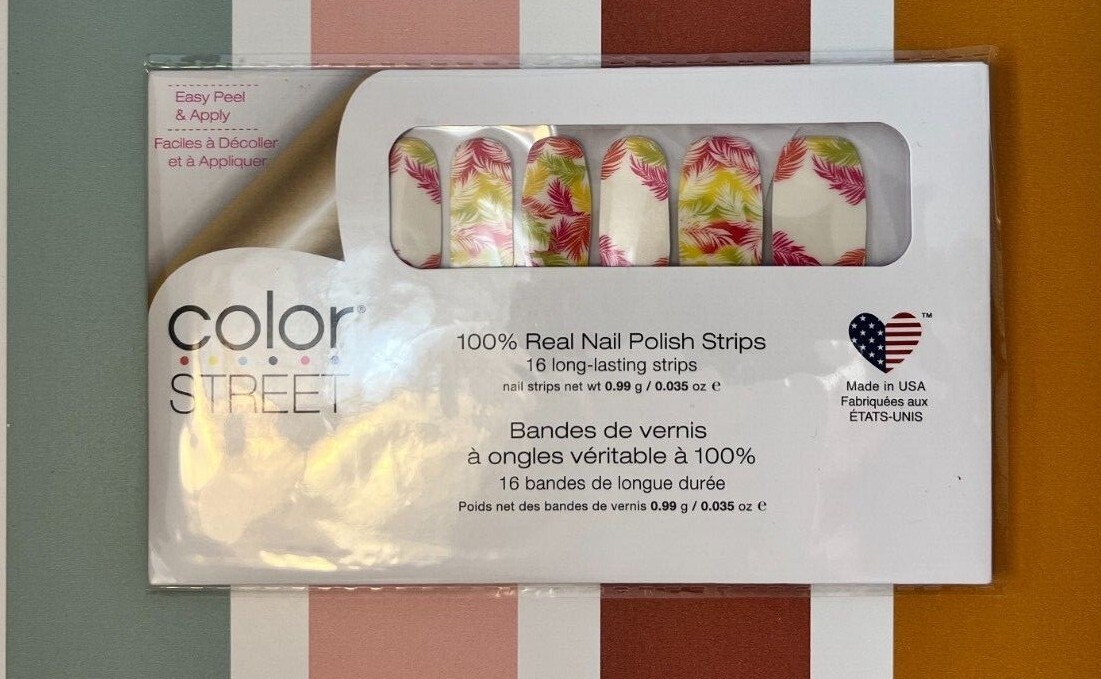 Easy Peel
& Apply
Faciles à Décoller
et à Appliquer
color®
STREET
100% Real Nail Polish Strips
16 long-lasting strips
nail strips net wt 0.99 g / 0.035 oz ℮
Bandes de vernis
à ongles véritable à 100%
16 bandes de longue durée
Poids net des bandes de vernis 0.99 g / 0.035 oz ℮
™
Made in USA
Fabriquées aux
ÉTATS-UNIS